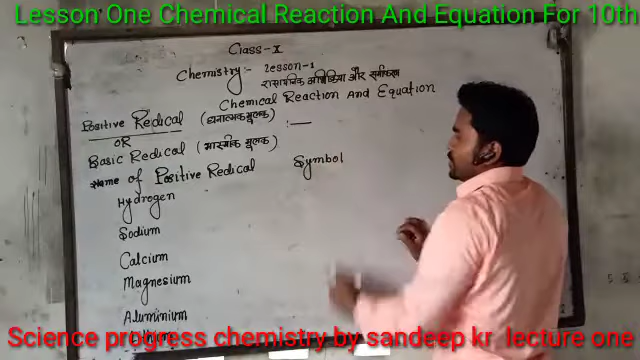 Lesson One Chemical Reaction And Equation For 10th
Class-X
Chemistry:- Lesson-1
रासायनिक अभिक्रिया और समीकरण
Chemical Reaction And Equation
Positive Redical (धनात्मक मूलक)
OR :—
Basic Redical (भास्मीक मूलक)
Name of Positive Redical Symbol
Hydrogen
Sodium
Calcium
Magnesium
Aluminium
Science progress chemistry by sandeep kr lecture one